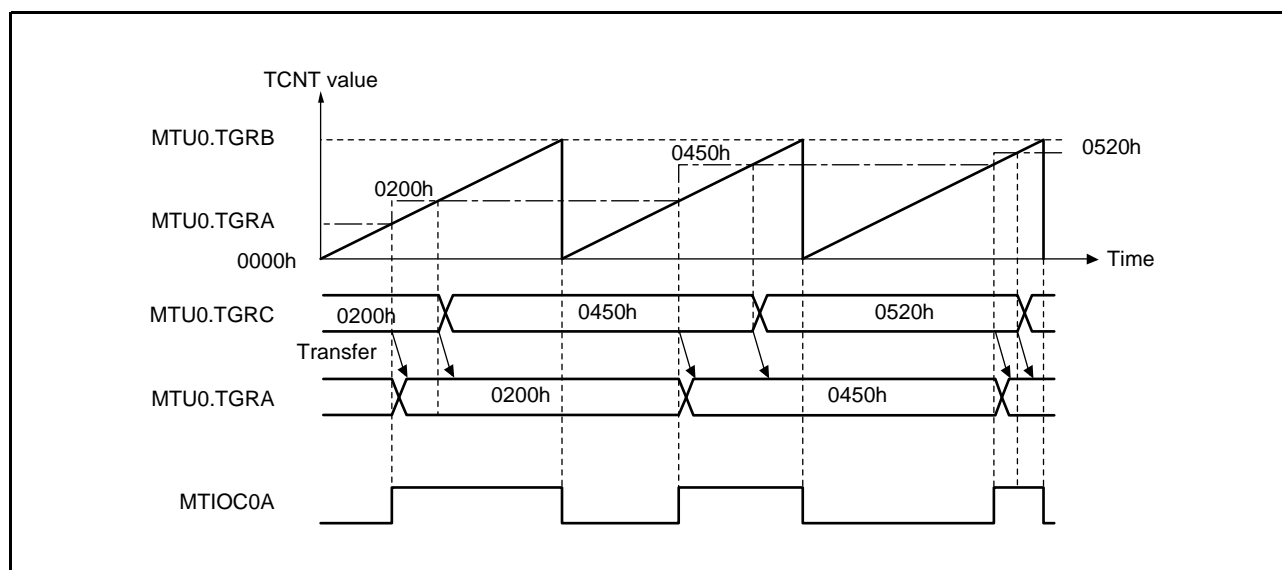 TCNT value
MTU0.TGRB
0450h
0520h
0200h
MTU0.TGRA
0000h
Time
MTU0.TGRC
0200h
0450h
0520h
Transfer
MTU0.TGRA
0200h
0450h
MTIOC0A